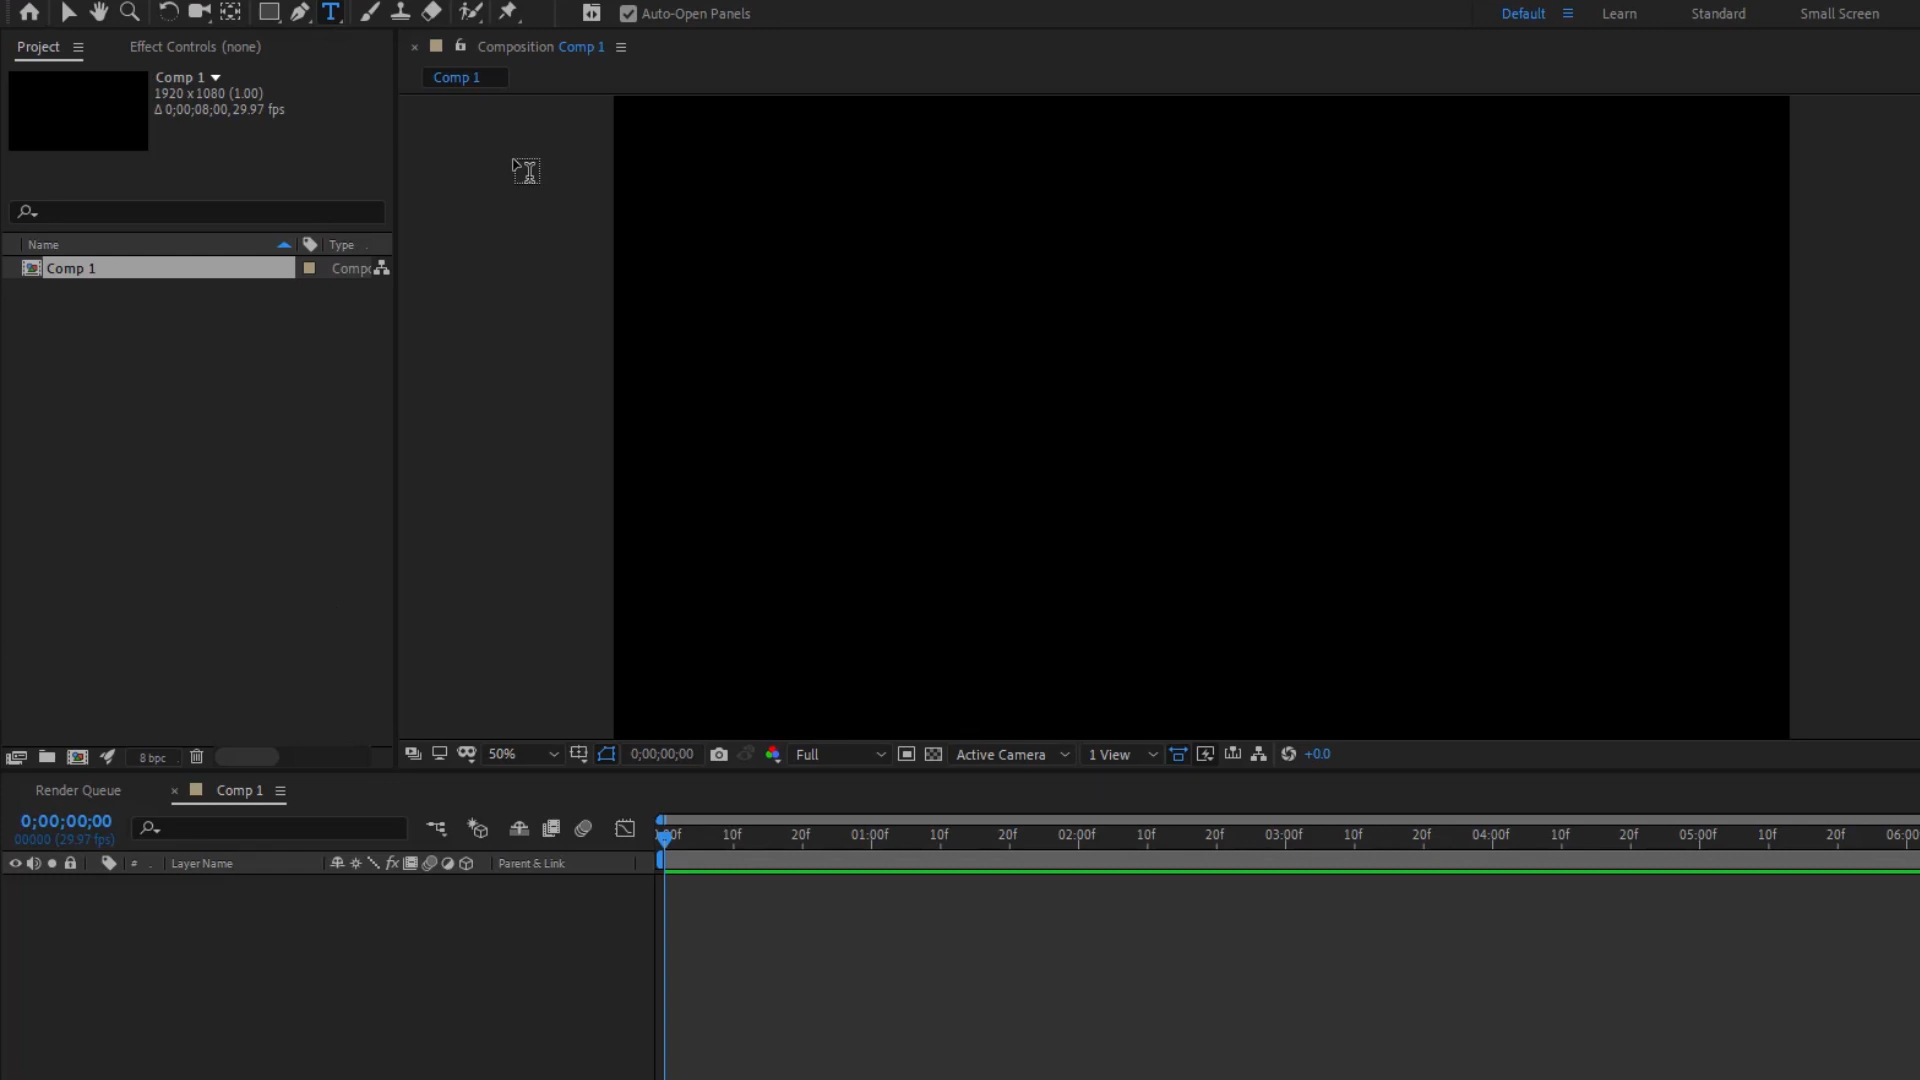 Auto-Open Panels
Default
Learn
Standard
Small Screen
Project
Effect Controls (none)
Composition Comp 1
Comp 1
1920 x 1080 (1.00)
Δ 0;00;08;00, 29.97 fps
Comp 1
Name
Type
Comp 1
Compo
8 bpc
50%
0;00;00;00
Full
Active Camera
1 View
+0.0
Render Queue
Comp 1
0;00;00;00
00000 (29.97 fps)
# Layer Name
Parent & Link
:00f 10f 20f 01:00f 10f 20f 02:00f 10f 20f 03:00f 10f 20f 04:00f 10f 20f 05:00f 10f 20f 06:00